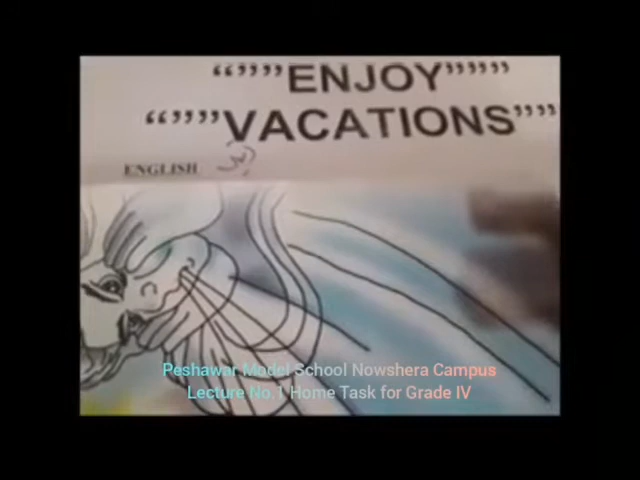 ““””””ENJOY””””””
“““””””VACATIONS””””
ENGLISH
Peshawar Model School Nowshera Campus
Lecture No.1 Home Task for Grade IV